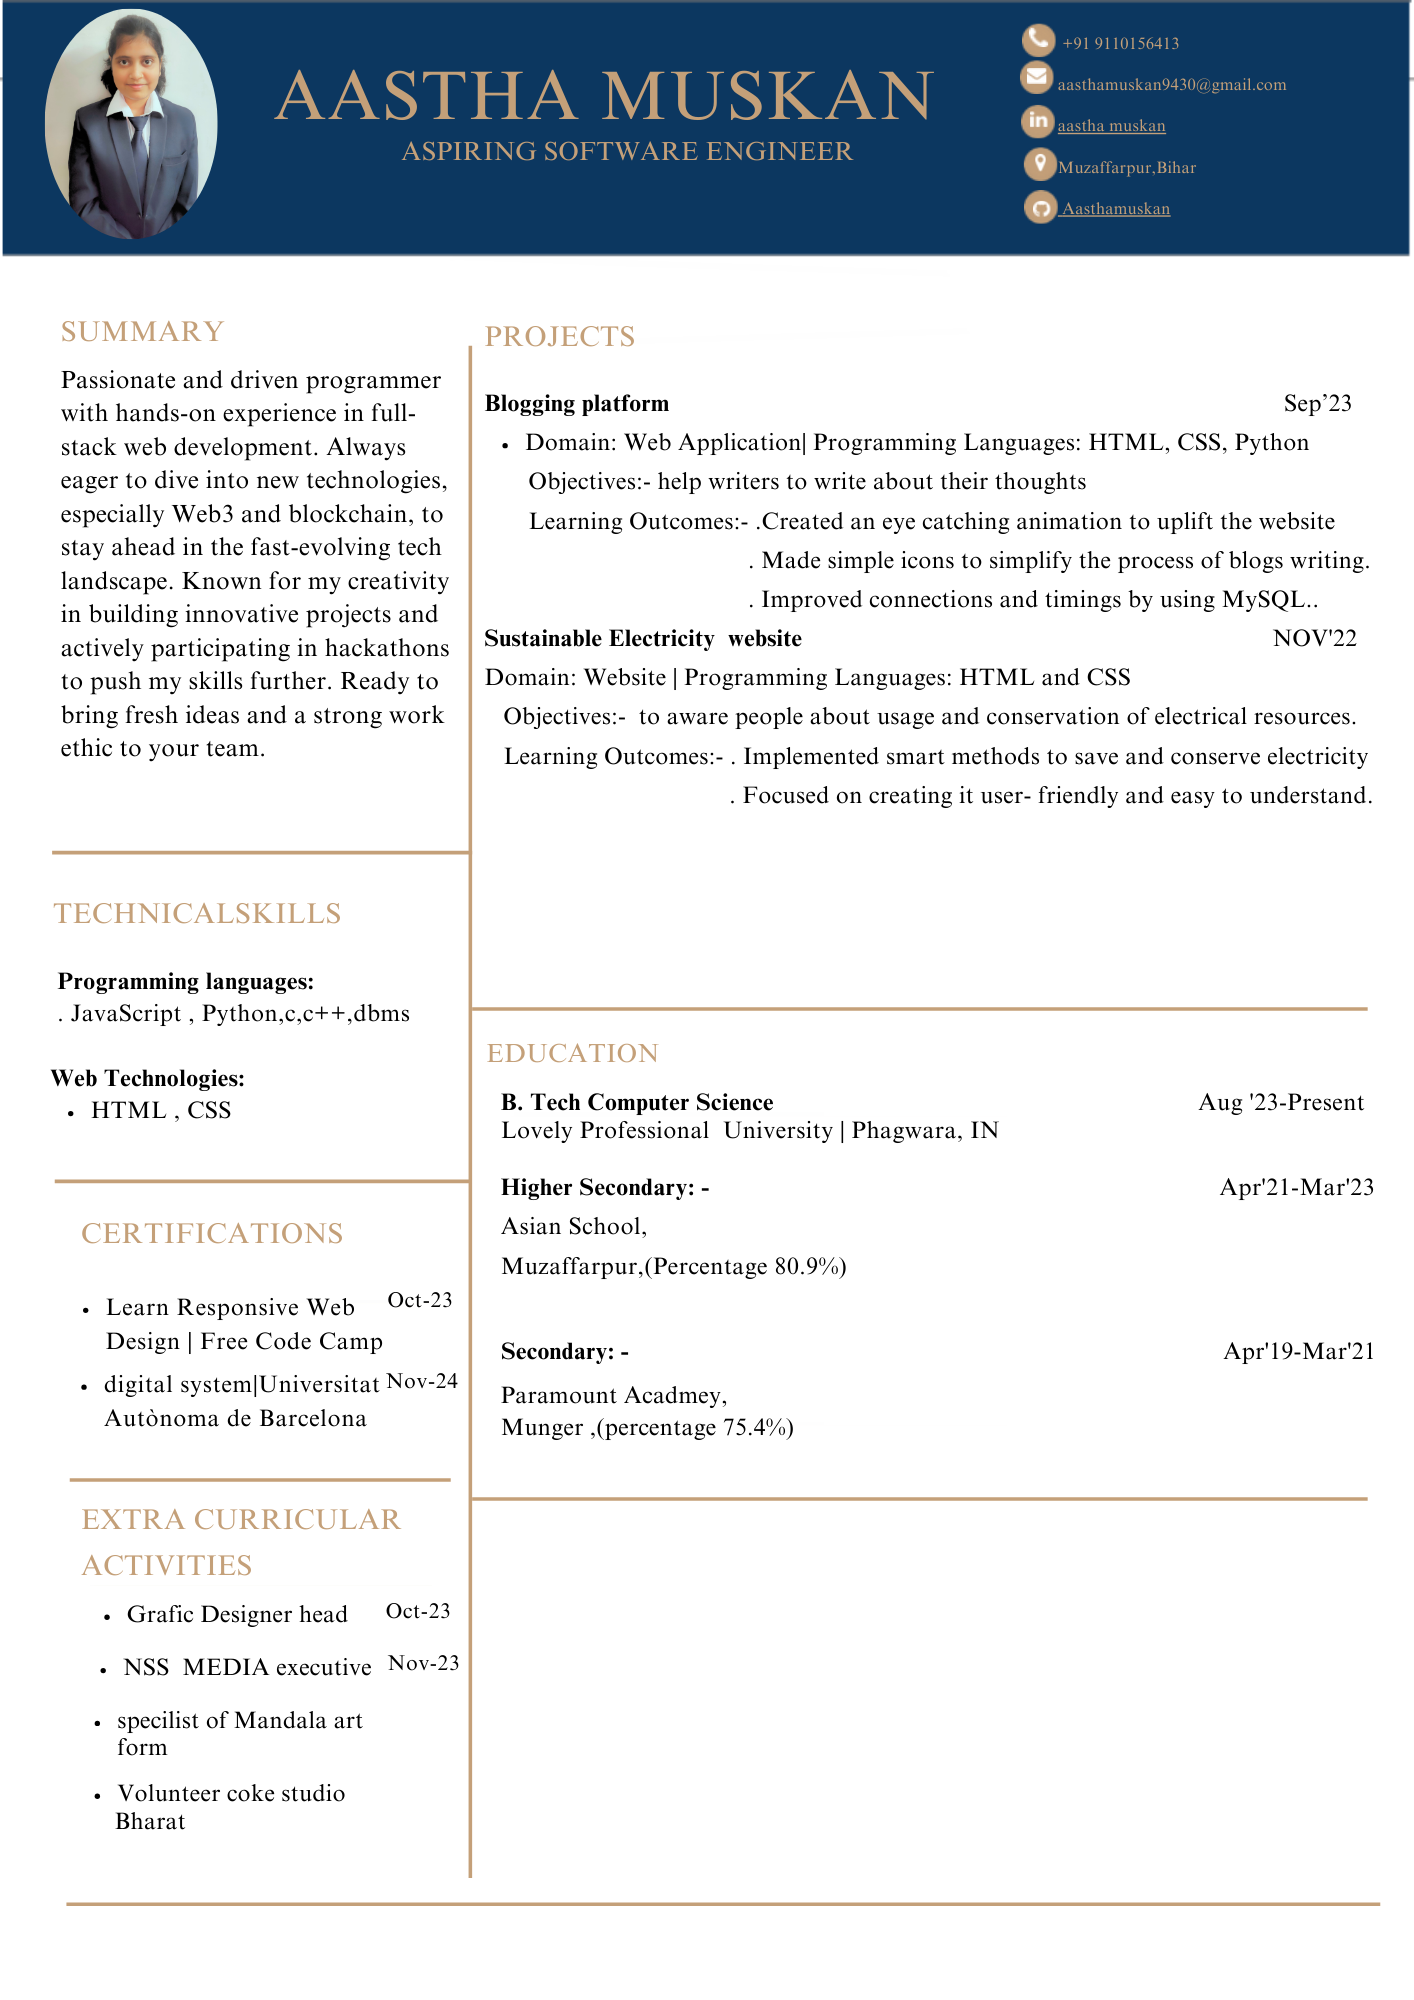 AASTHA MUSKAN
ASPIRING SOFTWARE ENGINEER
+91 9110156413
aasthamuskan9430@gmail.com
aastha muskan
Muzaffarpur,Bihar
Aasthamuskan
SUMMARY
Passionate and driven programmer
with hands-on experience in full-
stack web development. Always
eager to dive into new technologies,
especially Web3 and blockchain, to
stay ahead in the fast-evolving tech
landscape. Known for my creativity
in building innovative projects and
actively participating in hackathons
to push my skills further. Ready to
bring fresh ideas and a strong work
ethic to your team.
TECHNICALSKILLS
Programming languages:
. JavaScript , Python,c,c++,dbms
Web Technologies:
• HTML , CSS
CERTIFICATIONS
• Learn Responsive Web Oct-23
Design | Free Code Camp
• digital system|Universitat Nov-24
Autònoma de Barcelona
EXTRA CURRICULAR
ACTIVITIES
• Grafic Designer head Oct-23
• NSS MEDIA executive Nov-23
• specilist of Mandala art
form
• Volunteer coke studio
Bharat
PROJECTS
Blogging platform Sep’23
• Domain: Web Application| Programming Languages: HTML, CSS, Python
Objectives:- help writers to write about their thoughts
Learning Outcomes:- .Created an eye catching animation to uplift the website
. Made simple icons to simplify the process of blogs writing.
. Improved connections and timings by using MySQL..
Sustainable Electricity website NOV'22
Domain: Website | Programming Languages: HTML and CSS
Objectives:- to aware people about usage and conservation of electrical resources.
Learning Outcomes:- . Implemented smart methods to save and conserve electricity
. Focused on creating it user- friendly and easy to understand.
EDUCATION
B. Tech Computer Science Aug '23-Present
Lovely Professional University | Phagwara, IN
Higher Secondary: - Apr'21-Mar'23
Asian School,
Muzaffarpur,(Percentage 80.9%)
Secondary: - Apr'19-Mar'21
Paramount Acadmey,
Munger ,(percentage 75.4%)